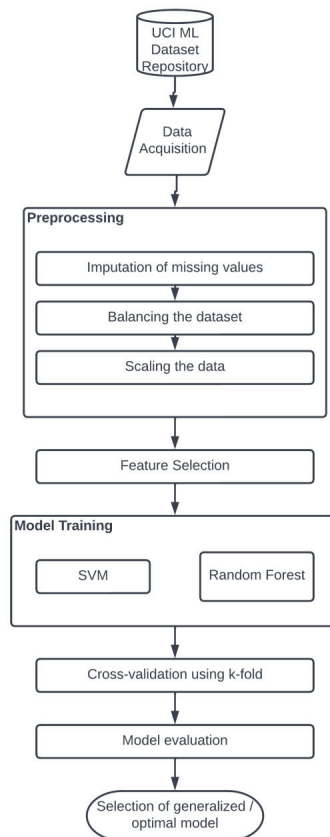 UCI ML
Dataset
Repository
Data
Acquisition
Preprocessing
Imputation of missing values
Balancing the dataset
Scaling the data
Feature Selection
Model Training
SVM
Random Forest
Cross-validation using k-fold
Model evaluation
Selection of generalized /
optimal model